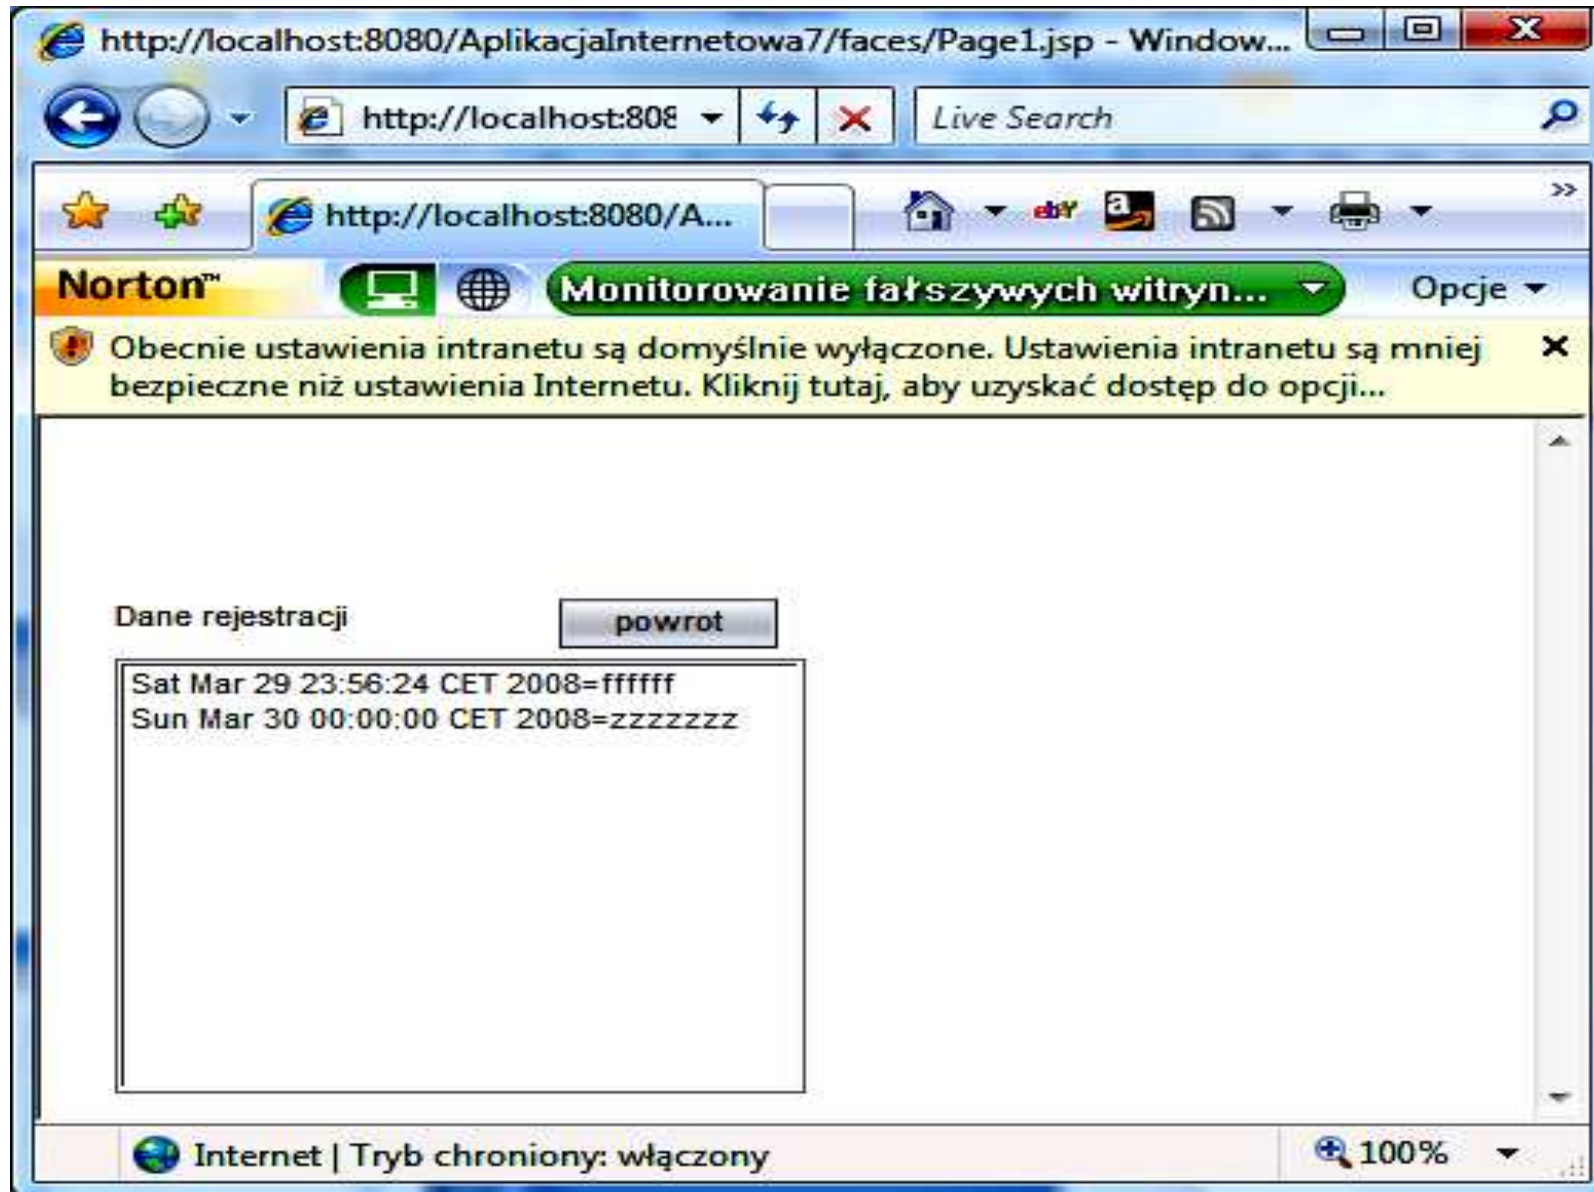 http://localhost:8080/AplikacjaInternetowa7/faces/Page1.jsp - Window...
http://localhost:808
Live Search
http://localhost:8080/A...
ebY
a
Norton™
Monitorowanie fałszywych witryn...
Opcje
Obecnie ustawienia intranetu są domyślnie wyłączone. Ustawienia intranetu są mniej
bezpieczne niż ustawienia Internetu. Kliknij tutaj, aby uzyskać dostęp do opcji...
Dane rejestracji
powrot
Sat Mar 29 23:56:24 CET 2008=ffffff
Sun Mar 30 00:00:00 CET 2008=zzzzzzz
Internet | Tryb chroniony: włączony
100%